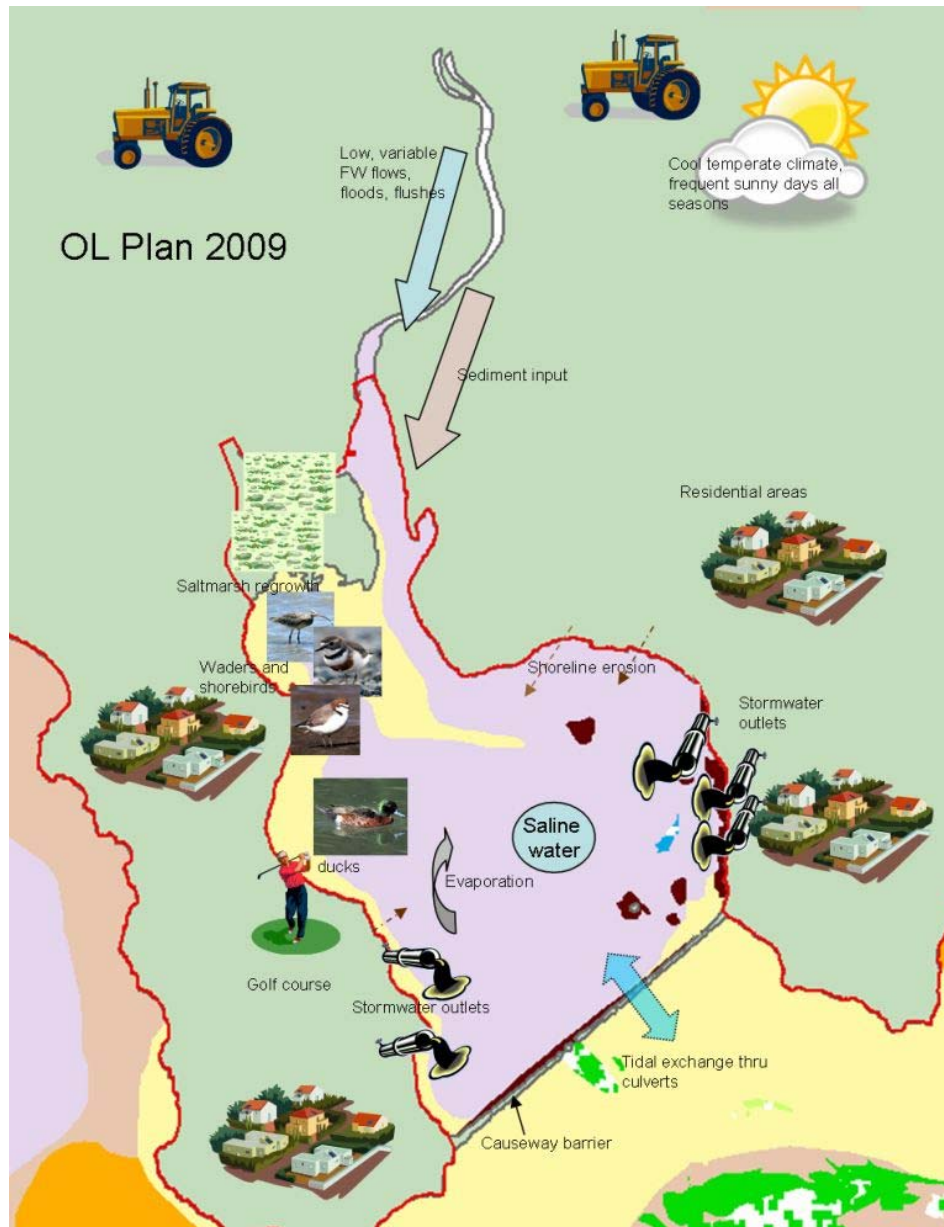 Low, variable
FW flows,
floods, flushes
Cool temperate climate,
frequent sunny days all
seasons
OL Plan 2009
Sediment input
Residential areas
Saltmarsh regrowth
Waders and
shorebirds
Shoreline erosion
Stormwater
outlets
Saline
water
ducks
Evaporation
Golf course
Stormwater outlets
Tidal exchange thru
culverts
Causeway barrier